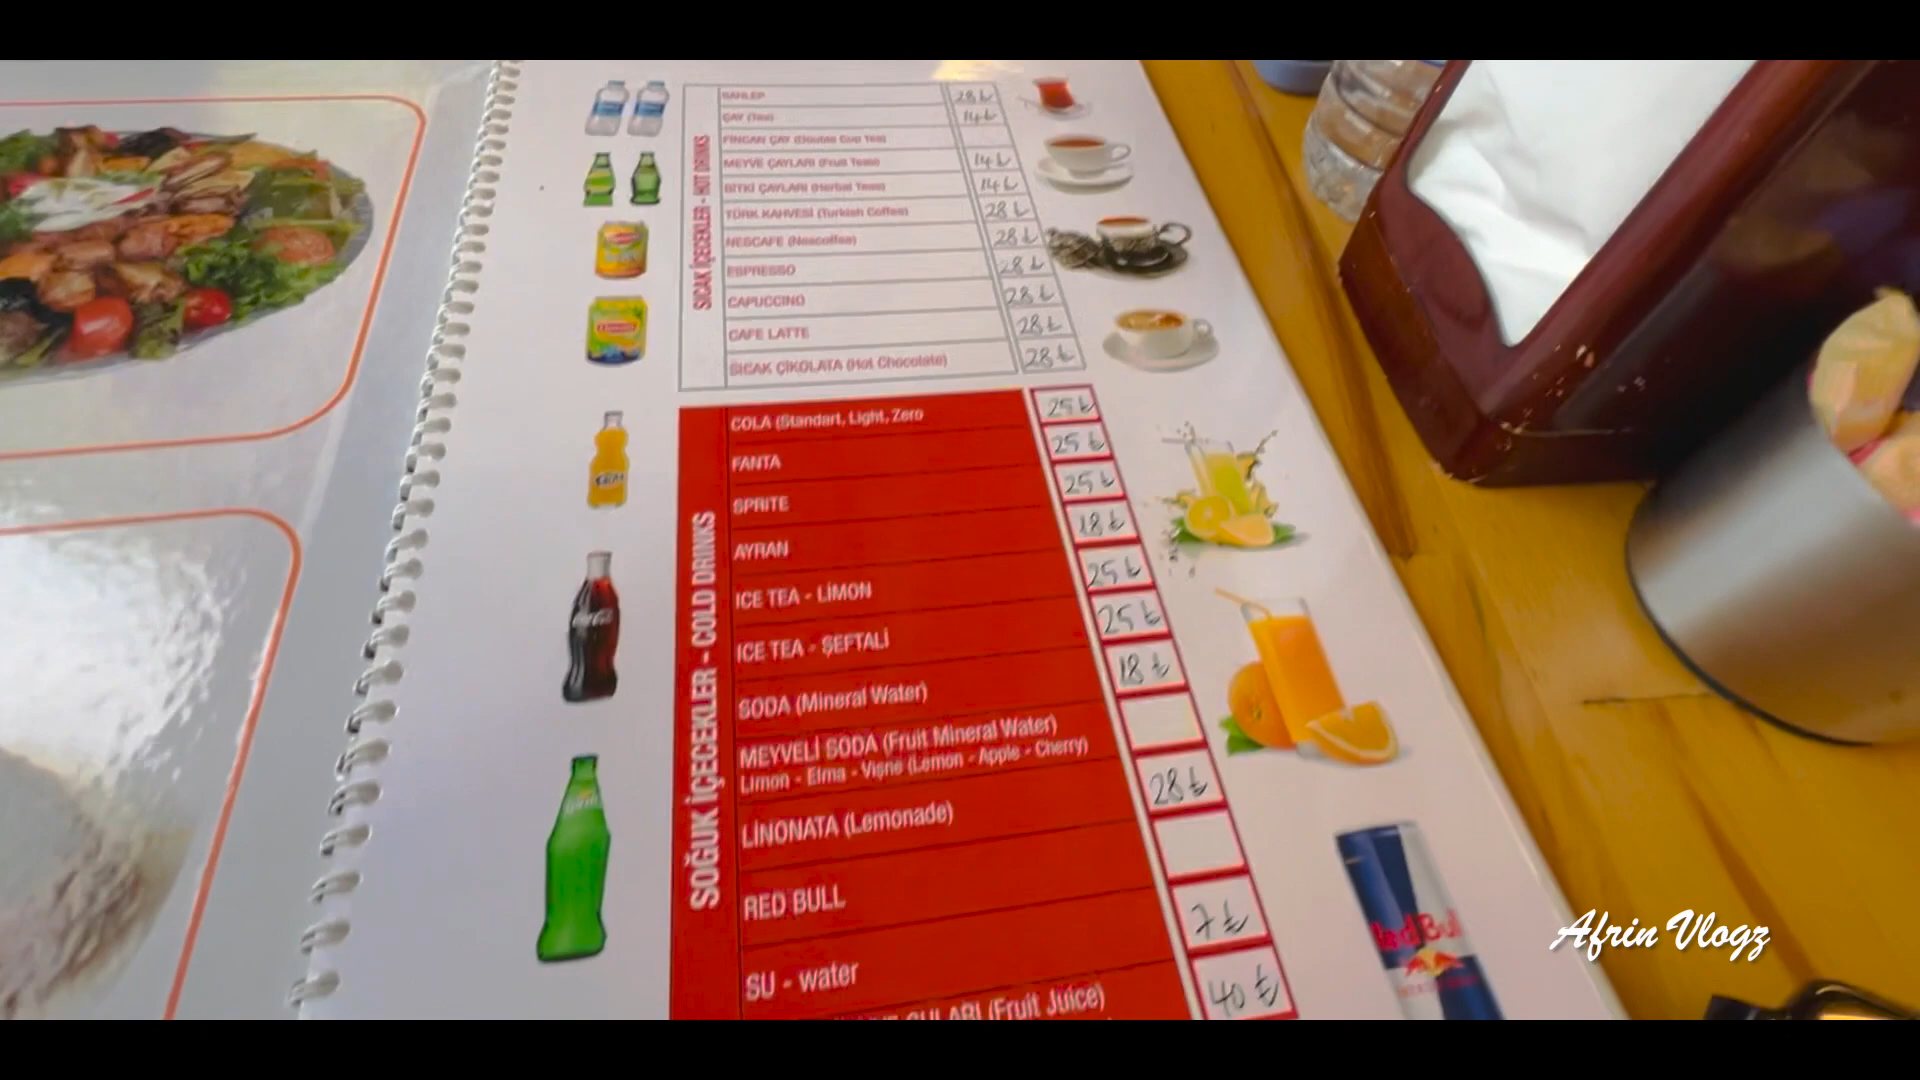 SICAK İÇECEKLER - HOT DRINKS
SAHLEP 28 ₺
ÇAY (Tea) 14 ₺
FİNCAN ÇAY (Double Cup Tea)
MEYVE ÇAYLARI (Fruit Teas) 14 ₺
BİTKİ ÇAYLARI (Herbal Teas) 14 ₺
TÜRK KAHVESİ (Turkish Coffee) 28 ₺
NESCAFE (Nescoffee) 28 ₺
ESPRESSO 28 ₺
CAPUCCINO 28 ₺
CAFE LATTE 28 ₺
SICAK ÇİKOLATA (Hot Chocolate) 28 ₺
SOĞUK İÇECEKLER - COLD DRINKS
COLA (Standart, Light, Zero 25 ₺
FANTA 25 ₺
SPRITE 25 ₺
AYRAN 18 ₺
ICE TEA - LİMON 25 ₺
ICE TEA - ŞEFTALİ 25 ₺
SODA (Mineral Water) 18 ₺
MEYVELİ SODA (Fruit Mineral Water)
Limon - Elma - Vişne (Lemon - Apple - Cherry)
LİNONATA (Lemonade) 28 ₺
RED BULL
SU - water 7 ₺
(Fruit Juice) 40 ₺
Red Bull
Afrin Vlogz